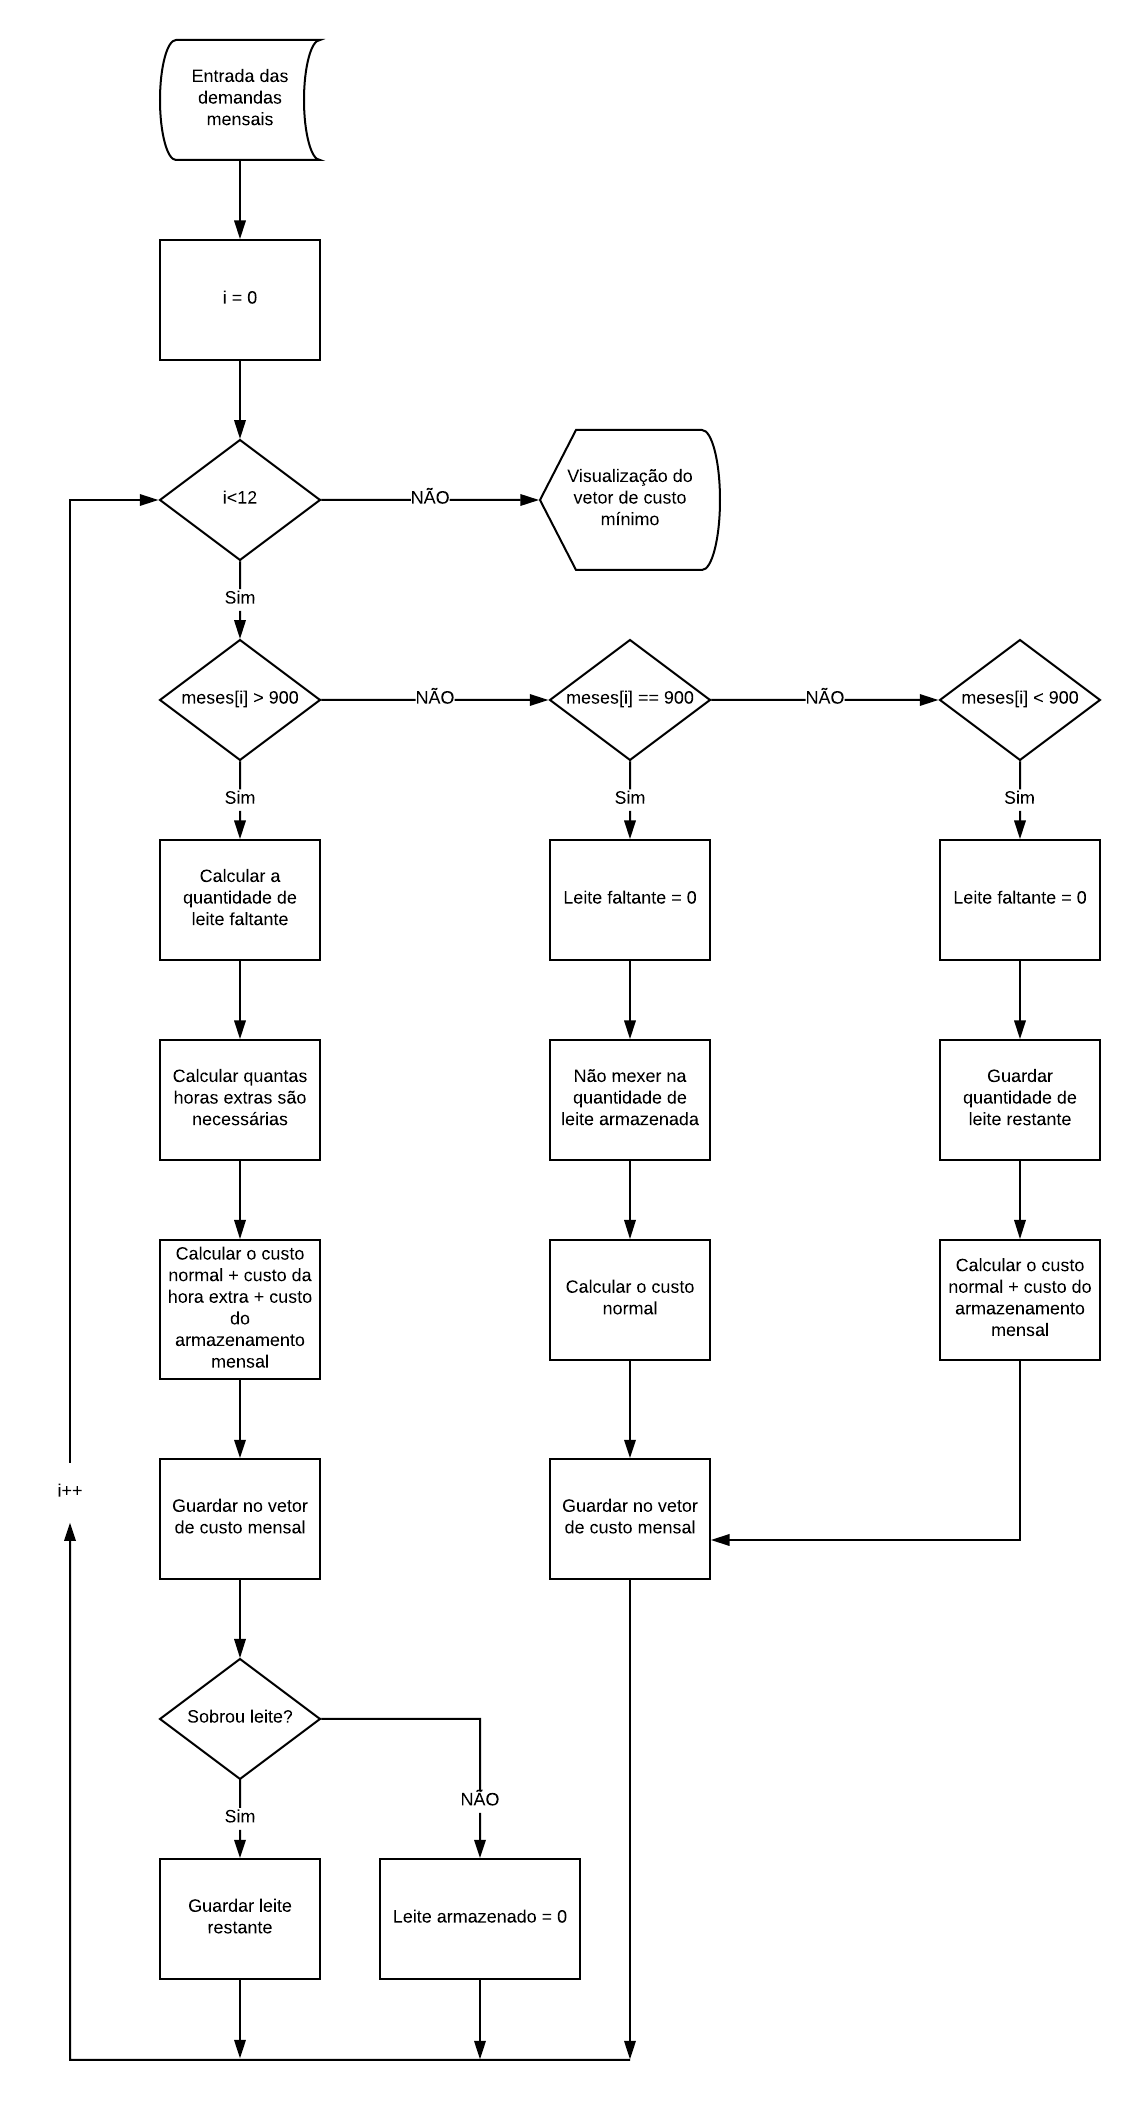 Entrada das
demandas
mensais
i = 0
i<12
NÃO
Visualização do
vetor de custo
mínimo
Sim
meses[i] > 900
NÃO
meses[i] == 900
NÃO
meses[i] < 900
Sim
Sim
Sim
Calcular a
quantidade de
leite faltante
Leite faltante = 0
Leite faltante = 0
Calcular quantas
horas extras são
necessárias
Não mexer na
quantidade de
leite armazenada
Guardar
quantidade de
leite restante
Calcular o custo
normal + custo da
hora extra + custo
do
armazenamento
mensal
Calcular o custo
normal
Calcular o custo
normal + custo do
armazenamento
mensal
i++
Guardar no vetor
de custo mensal
Guardar no vetor
de custo mensal
Sobrou leite?
NÃO
Sim
Guardar leite
restante
Leite armazenado = 0